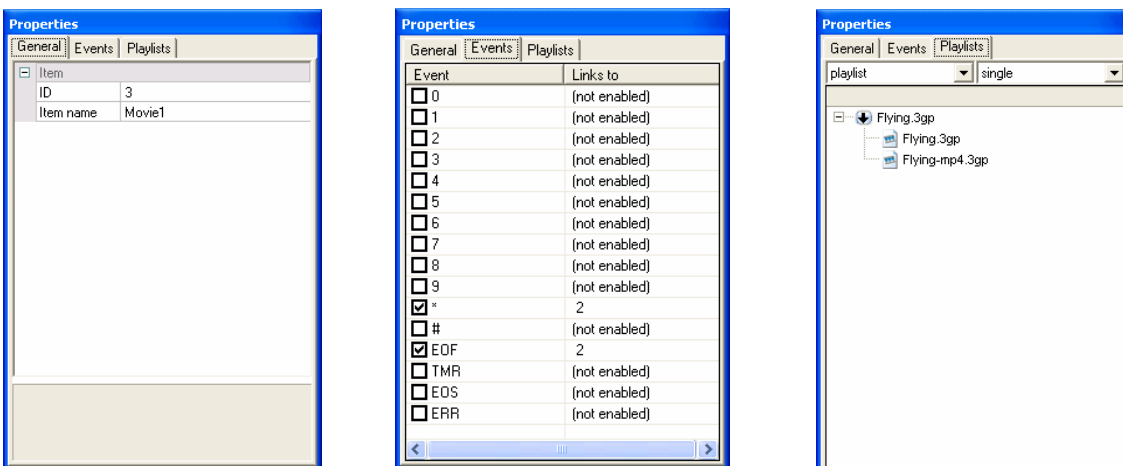 Properties
General Events Playlists
Item
ID 3
Item name Movie1
Properties
General Events Playlists
Event Links to
0 (not enabled)
1 (not enabled)
2 (not enabled)
3 (not enabled)
4 (not enabled)
5 (not enabled)
6 (not enabled)
7 (not enabled)
8 (not enabled)
9 (not enabled)
* 2
# (not enabled)
EOF 2
TMR (not enabled)
EOS (not enabled)
ERR (not enabled)
Properties
General Events Playlists
playlist single
Flying.3gp
Flying.3gp
Flying-mp4.3gp